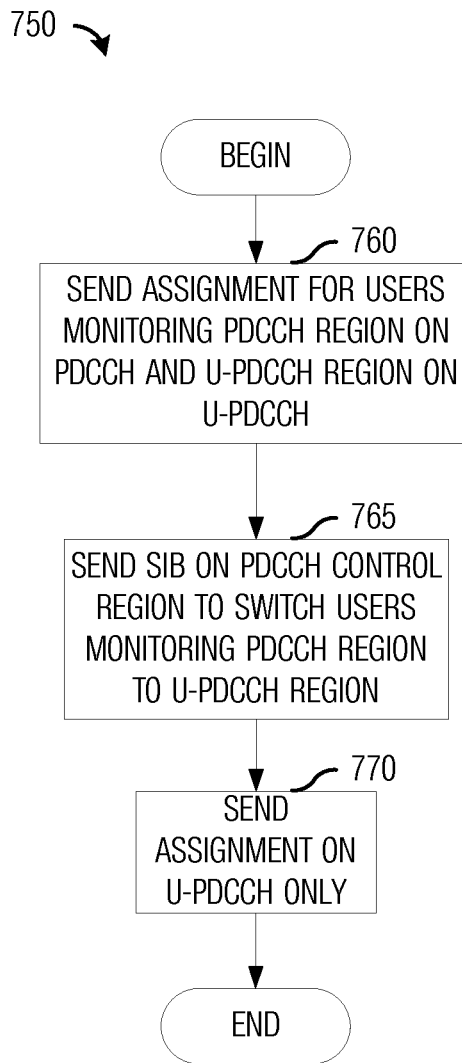 750
BEGIN
760
SEND ASSIGNMENT FOR USERS
MONITORING PDCCH REGION ON
PDCCH AND U-PDCCH REGION ON
U-PDCCH
765
SEND SIB ON PDCCH CONTROL
REGION TO SWITCH USERS
MONITORING PDCCH REGION
TO U-PDCCH REGION
770
SEND
ASSIGNMENT ON
U-PDCCH ONLY
END